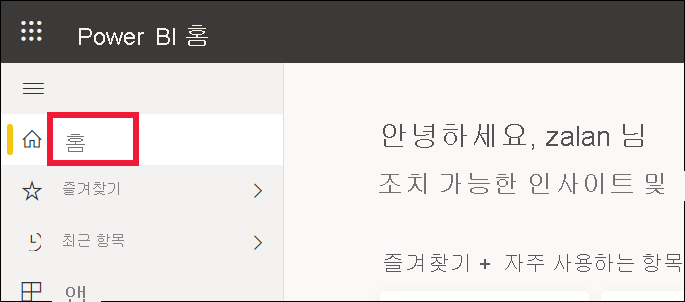 Power BI 홈
홈
즐겨찾기
최근 항목
앱
안녕하세요, zalan 님
조치 가능한 인사이트 및
즐겨찾기 + 자주 사용하는 항목